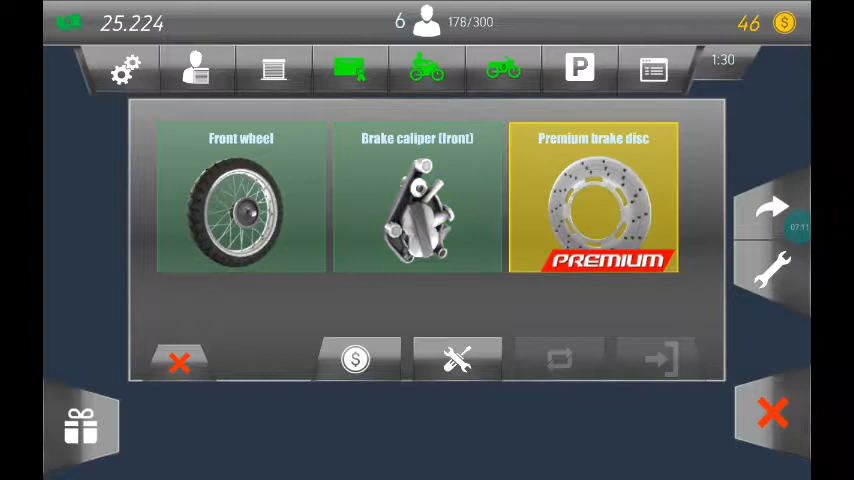 25.224
6
178/300
46
1:30
P
Front wheel
Brake caliper (front)
Premium brake disc
PREMIUM
07:11